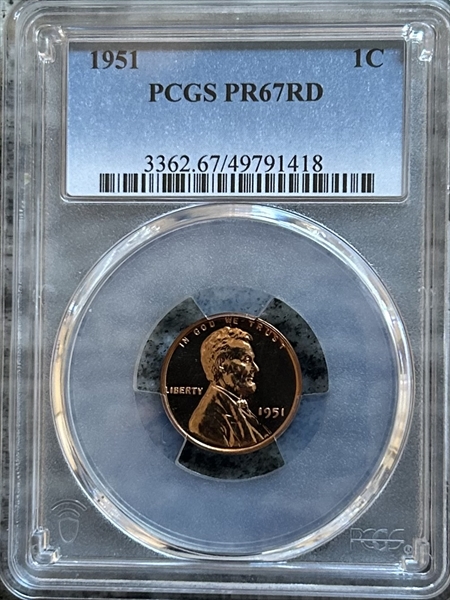 1951 1C
PCGS PR67RD
3362.67/49791418
IN GOD WE TRUST
LIBERTY
1951
PCGS